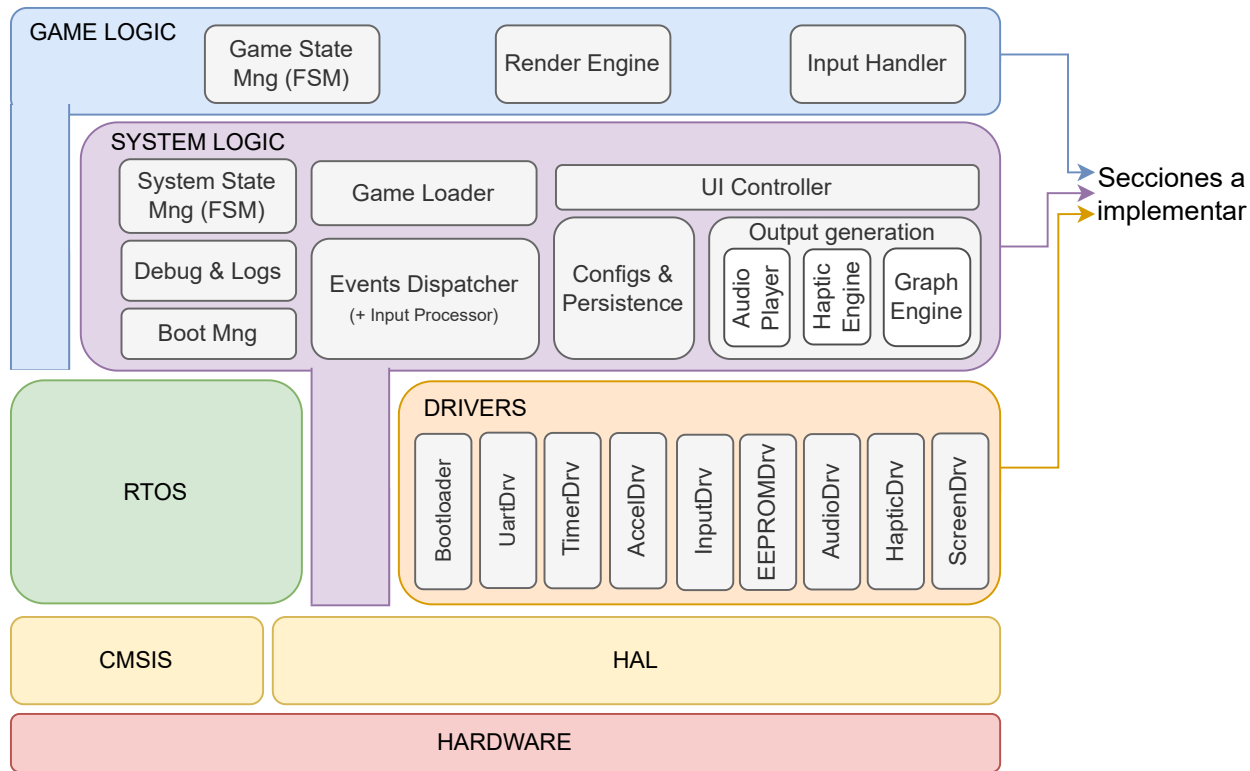 GAME LOGIC
Game State
Mng (FSM)
Render Engine
Input Handler
SYSTEM LOGIC
System State
Mng (FSM)
Game Loader
UI Controller
Debug & Logs
Boot Mng
Events Dispatcher
(+ Input Processor)
Configs &
Persistence
Output generation
Audio
Player
Haptic
Engine
Graph
Engine
Secciones a
implementar
RTOS
DRIVERS
Bootloader
UartDrv
TimerDrv
AccelDrv
InputDrv
EEPROMDrv
AudioDrv
HapticDrv
ScreenDrv
CMSIS
HAL
HARDWARE